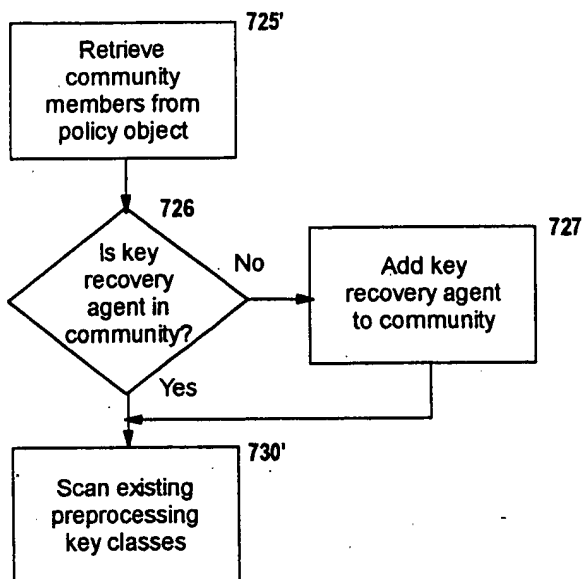 725'
Retrieve
community
members from
policy object
726
Is key
recovery
agent in
community?
No
727
Add key
recovery agent
to community
Yes
730'
Scan existing
preprocessing
key classes